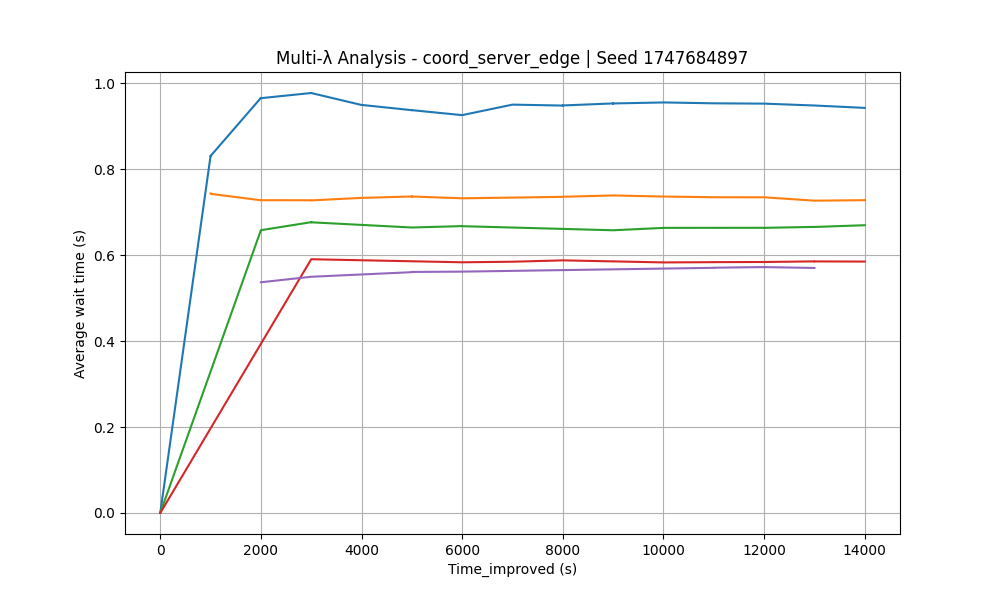 Multi-λ Analysis - coord_server_edge | Seed 1747684897
1.0
0.8
0.6
0.4
0.2
0.0
Average wait time (s)
0 2000 4000 6000 8000 10000 12000 14000
Time_improved (s)